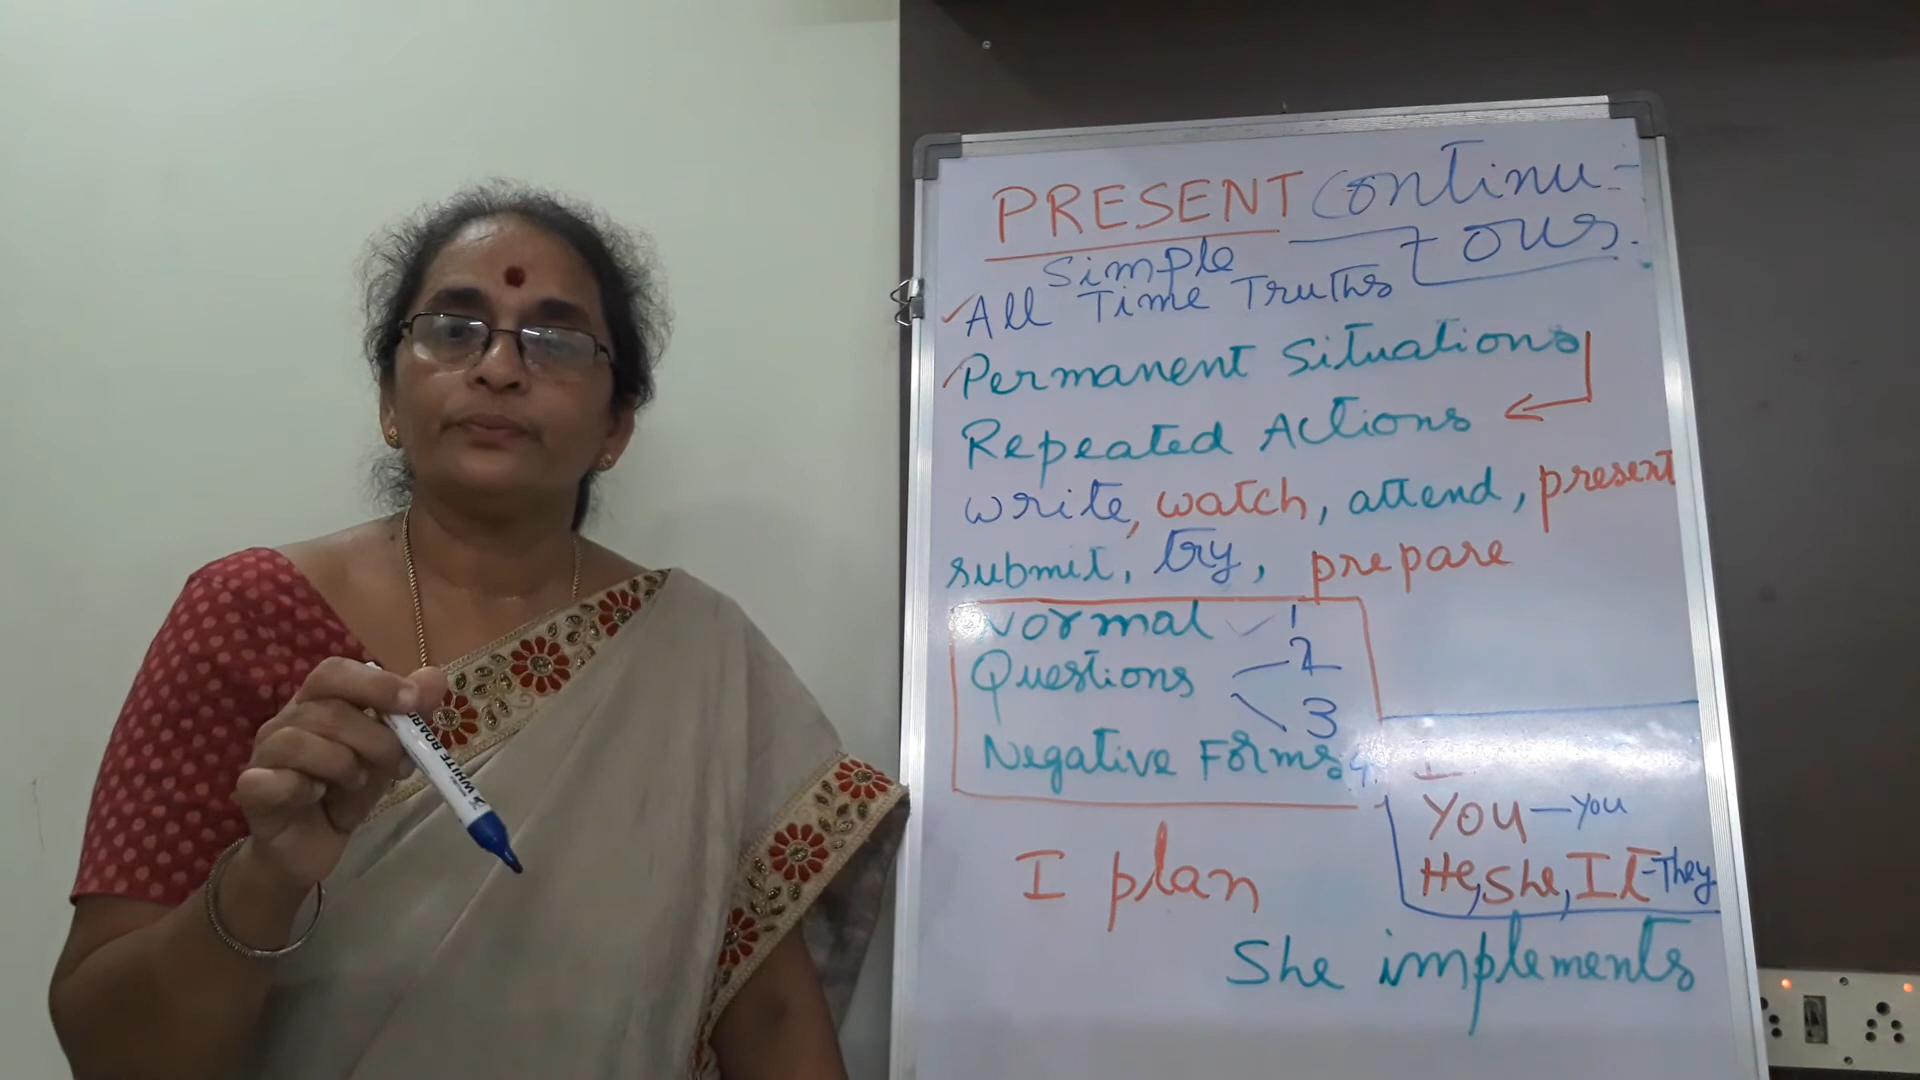 PRESENT Continu-
Simple ous.
All Time Truths
Permanent Situations
Repeated Actions
write, watch, attend, present
submit, try, prepare
Normal 1
Questions 2
3
Negative Forms 4
I
You – You
He, She, It – They
I plan
She implements
WHITE BOARD